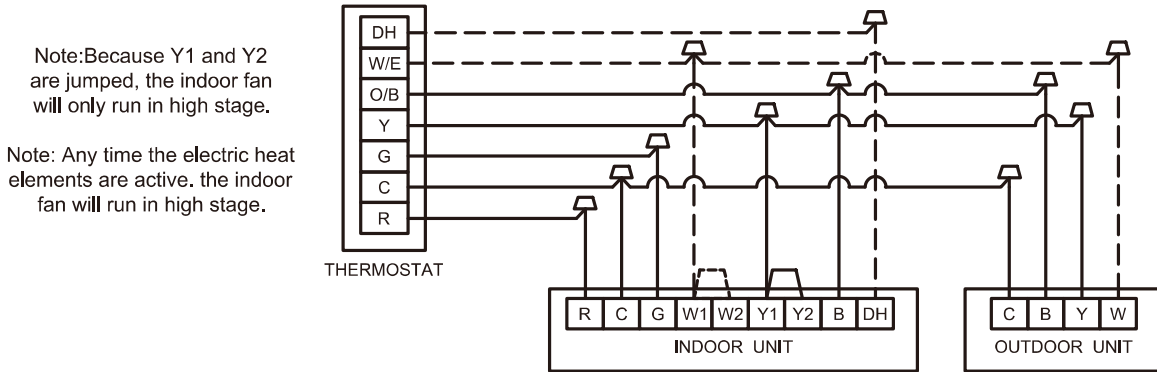 Note:Because Y1 and Y2
are jumped, the indoor fan
will only run in high stage.
Note: Any time the electric heat
elements are active. the indoor
fan will run in high stage.
DH
W/E
O/B
Y
G
C
R
THERMOSTAT
R C G W1 W2 Y1 Y2 B DH
INDOOR UNIT
C B Y W
OUTDOOR UNIT